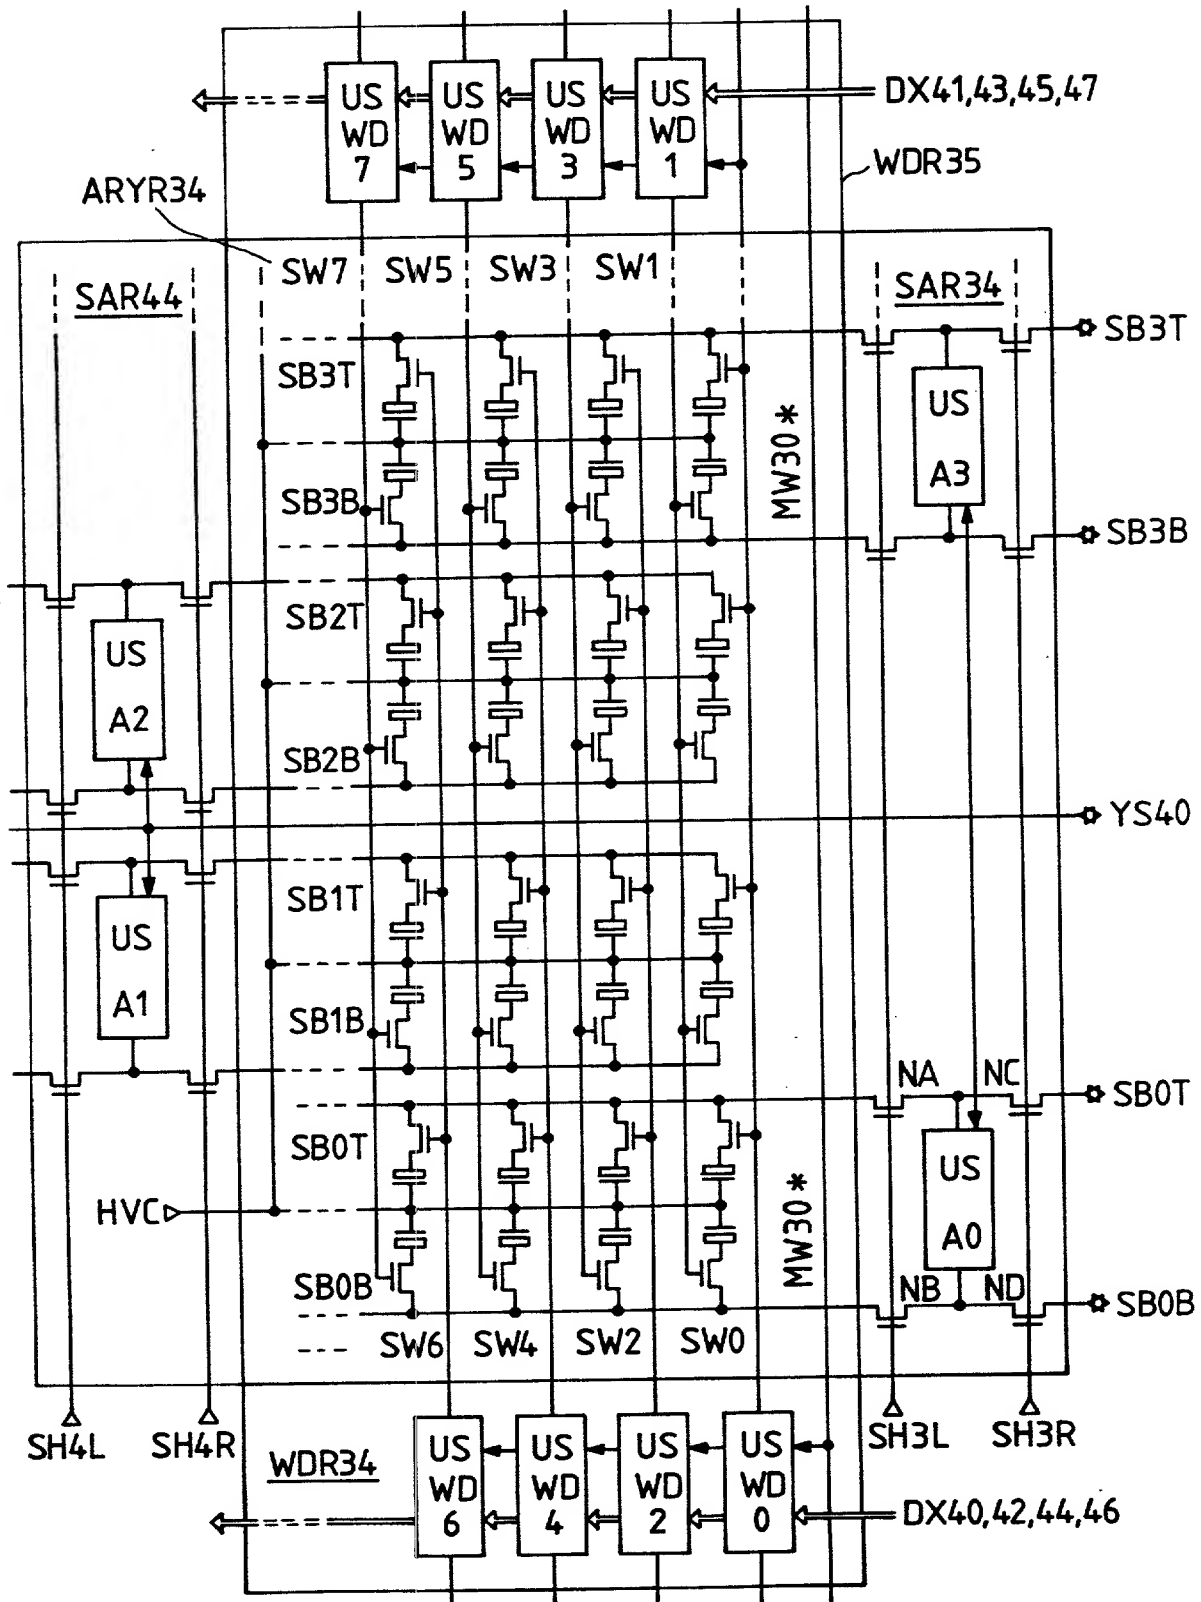 US WD 7
US WD 5
US WD 3
US WD 1
DX41,43,45,47
WDR35
ARYR34
SAR44
SW7
SW5
SW3
SW1
SAR34
SB3T
SB3T
US A3
MW30*
SB3B
SB3B
SB2T
US A2
SB2B
YS40
SB1T
US A1
SB1B
NA
NC
SB0T
SB0T
US A0
HVC
MW30*
SB0B
NB
ND
SB0B
SW6
SW4
SW2
SW0
SH4L
SH4R
SH3L
SH3R
WDR34
US WD 6
US WD 4
US WD 2
US WD 0
DX40,42,44,46